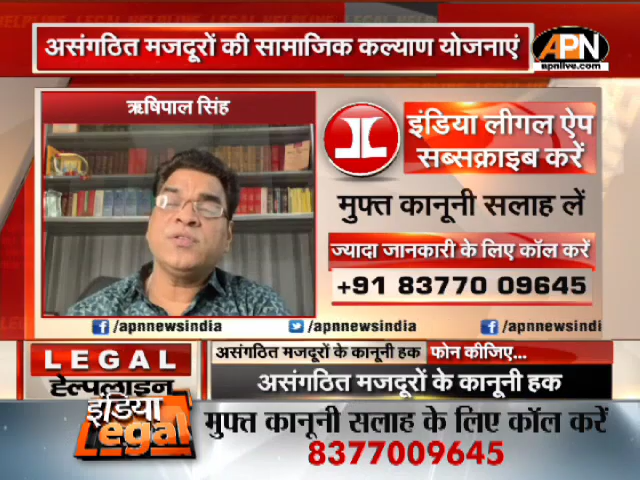 असंगठित मजदूरों की सामाजिक कल्याण योजनाएं
APN
apnlive.com
ऋषिपाल सिंह
इंडिया लीगल ऐप
सब्सक्राइब करें
मुफ्त कानूनी सलाह लें
ज्यादा जानकारी के लिए कॉल करें
+91 83770 09645
/apnnewsindia
/apnnewsindia
/apnnewsindi
LEGAL
हेल्पलाइन
असंगठित मजदूरों के कानूनी हक
फोन कीजिए...
असंगठित मजदूरों के कानूनी हक
इंडिया
Legal
मुफ्त कानूनी सलाह के लिए कॉल करें
8377009645